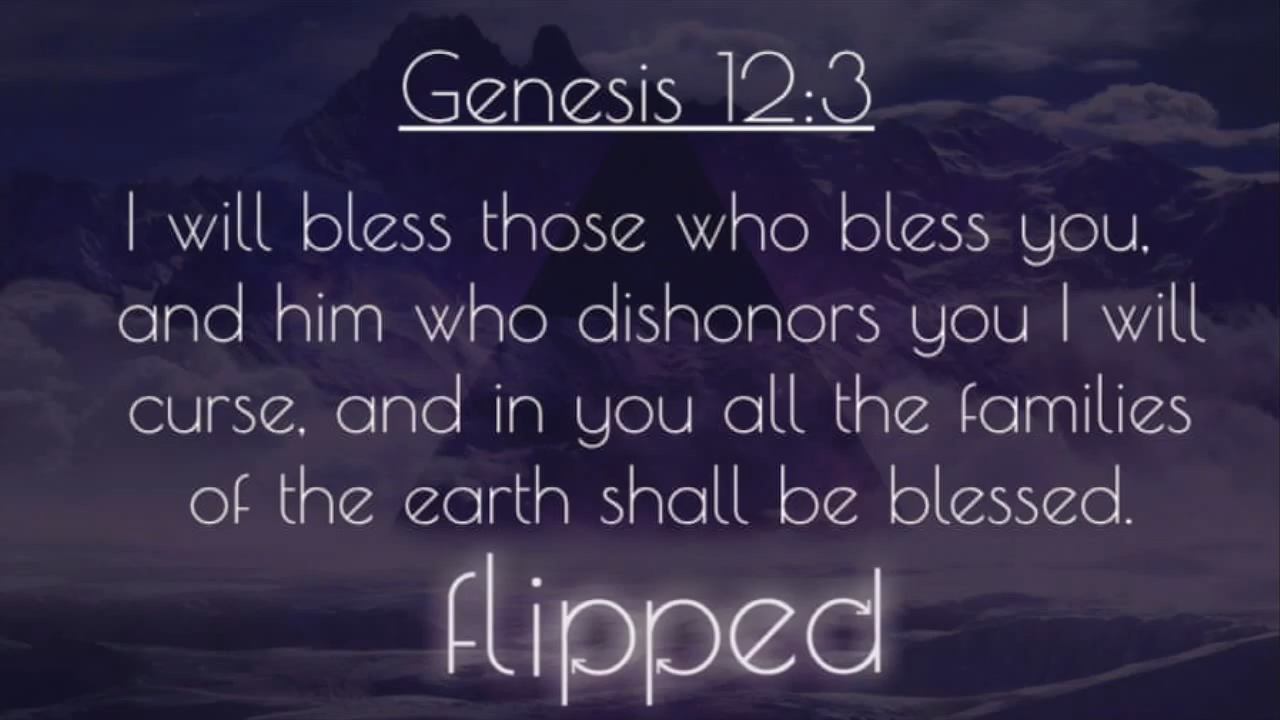 Genesis 12:3
I will bless those who bless you,
and him who dishonors you I will
curse, and in you all the families
of the earth shall be blessed.
flipped